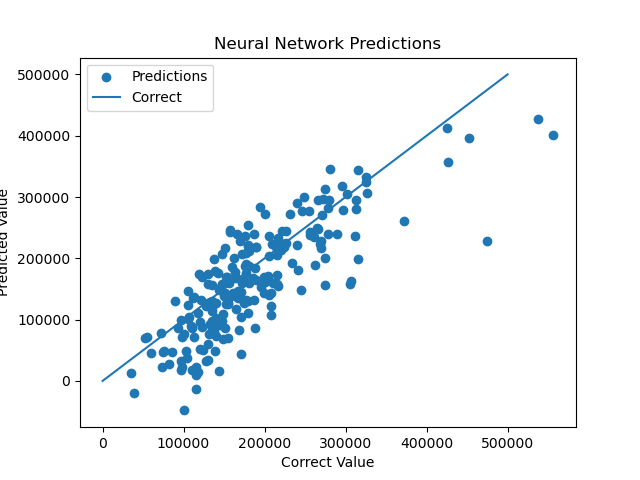 Neural Network Predictions
Predictions
Correct
500000
400000
300000
200000
100000
0
Predicted Value
0 100000 200000 300000 400000 500000
Correct Value